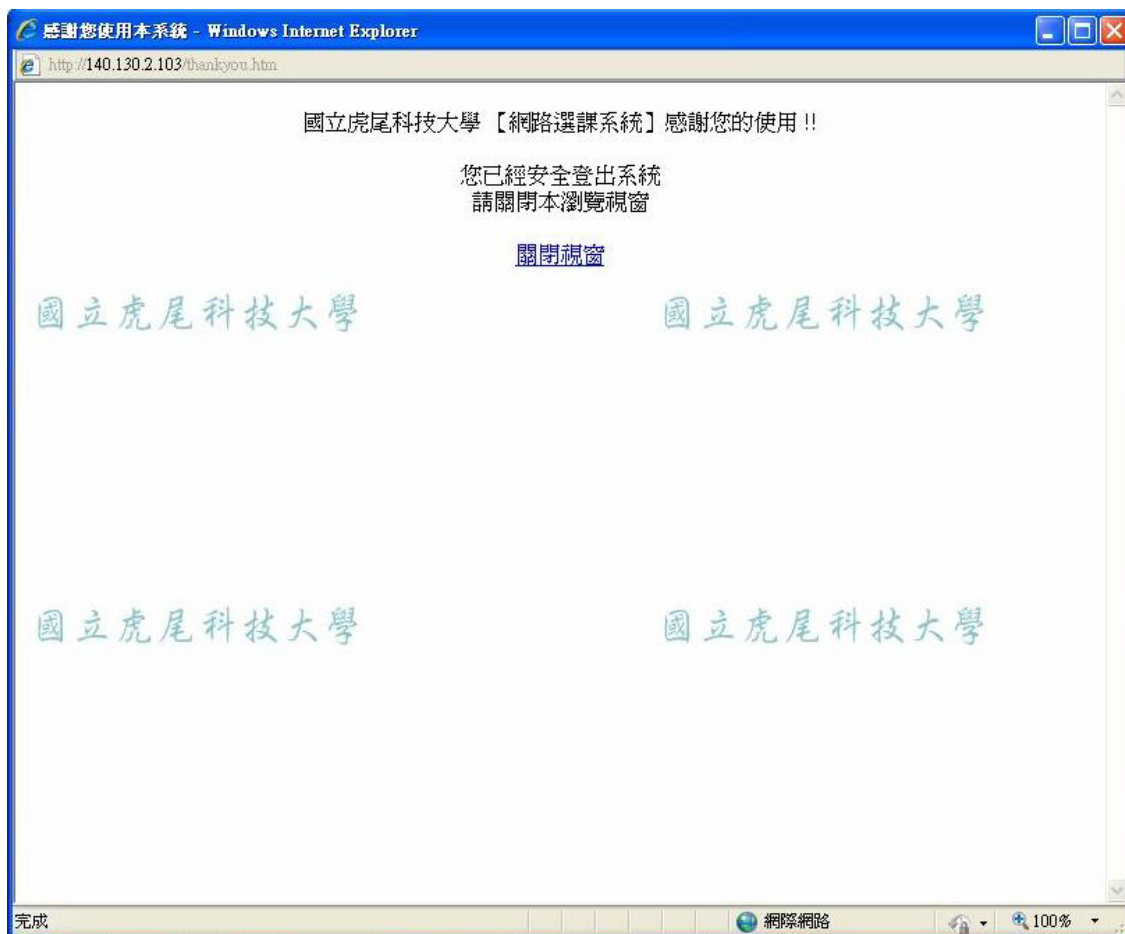 感謝您使用本系統 - Windows Internet Explorer
http://140.130.2.103/thankyou.htm
國立虎尾科技大學 【網路選課系統】感謝您的使用 !!
您已經安全登出系統
請關閉本瀏覽視窗
關閉視窗
國立虎尾科技大學 國立虎尾科技大學
國立虎尾科技大學 國立虎尾科技大學
完成 網際網路 100%